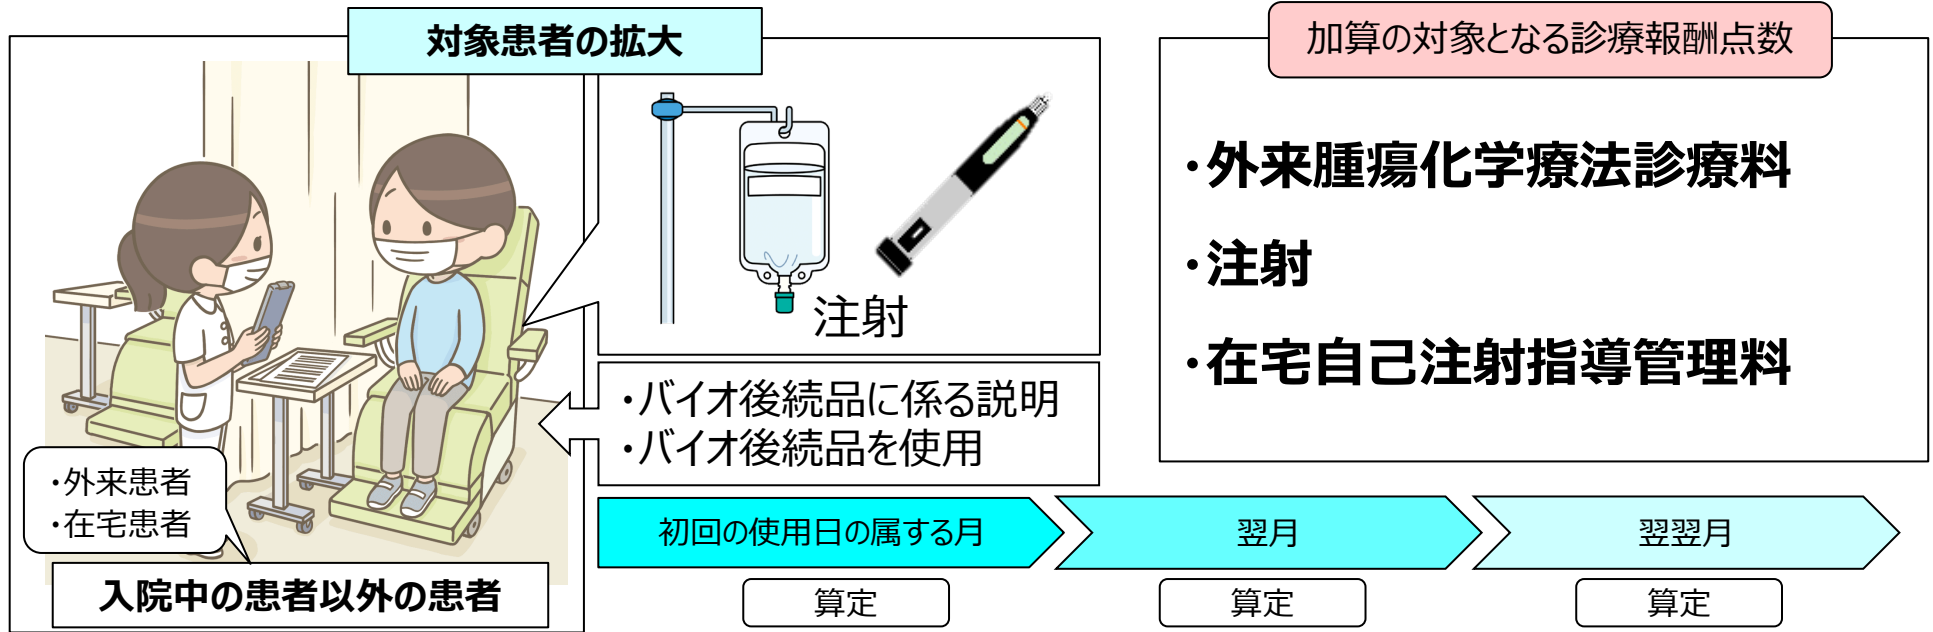 対象患者の拡大
注射
・バイオ後続品に係る説明
・バイオ後続品を使用
・外来患者
・在宅患者
入院中の患者以外の患者
加算の対象となる診療報酬点数
・外来腫瘍化学療法診療料
・注射
・在宅自己注射指導管理料
初回の使用日の属する月
翌月
翌翌月
算定
算定
算定